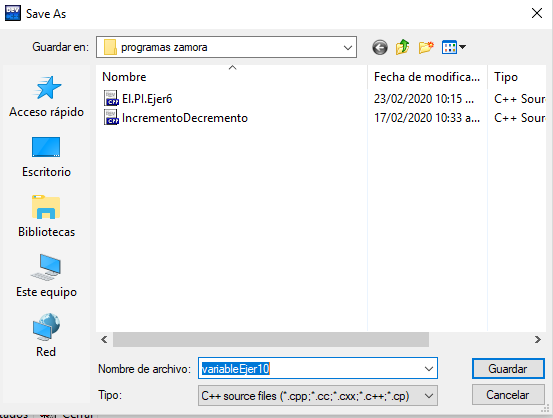 Save As
Guardar en: programas zamora
Nombre Fecha de modifica... Tipo
EI.PI.Ejer6 23/02/2020 10:15 ... C++ Sour
IncrementoDecremento 17/02/2020 10:33 a... C++ Sour
Acceso rápido
Escritorio
Bibliotecas
Este equipo
Red
Nombre de archivo: variableEjer10 Guardar
Tipo: C++ source files (*.cpp;*.cc;*.cxx;*.c++;*.cp) Cancelar